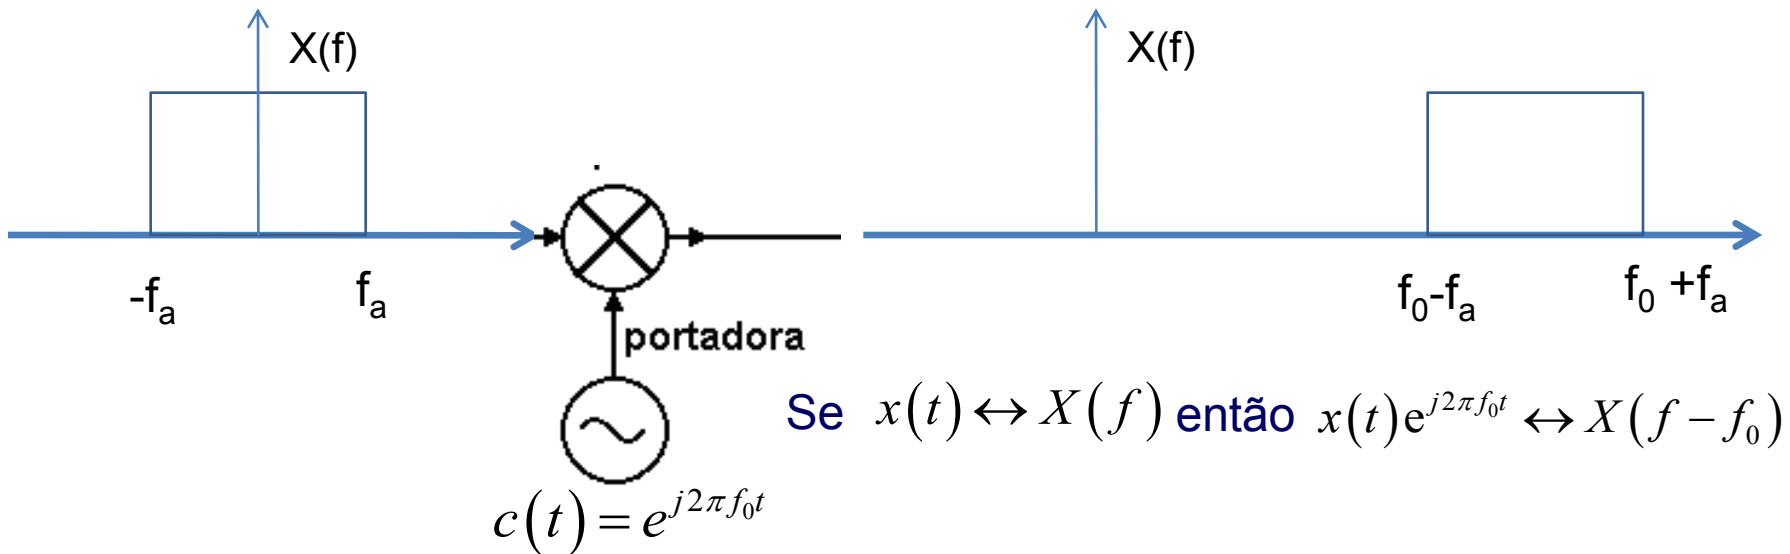 X(f)
X(f)
-fₐ
fₐ
f₀-fₐ
f₀ +fₐ
portadora
Se x(t) ↔ X(f) então x(t)e^{j2πf₀t} ↔ X(f − f₀)
c(t) = e^{j2πf₀t}